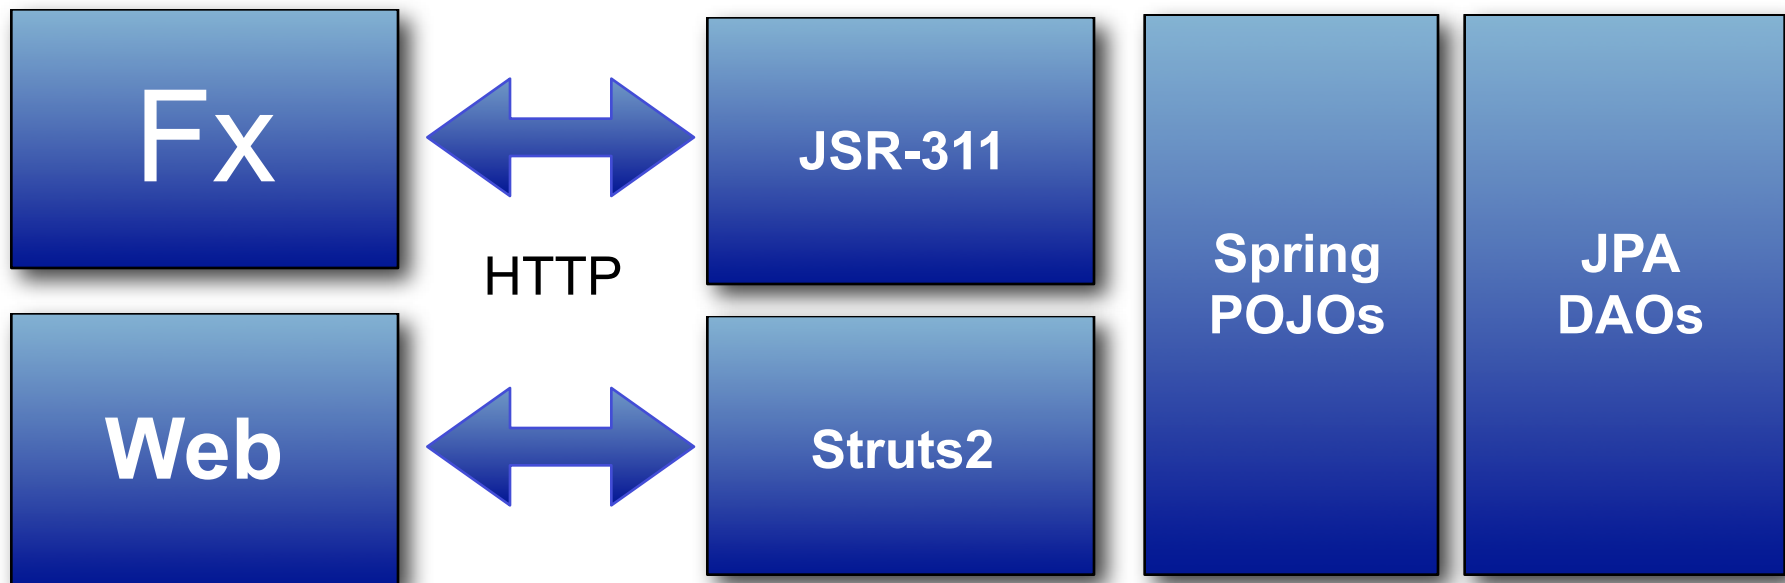 Fx
JSR-311
HTTP
Web
Struts2
Spring
POJOs
JPA
DAOs